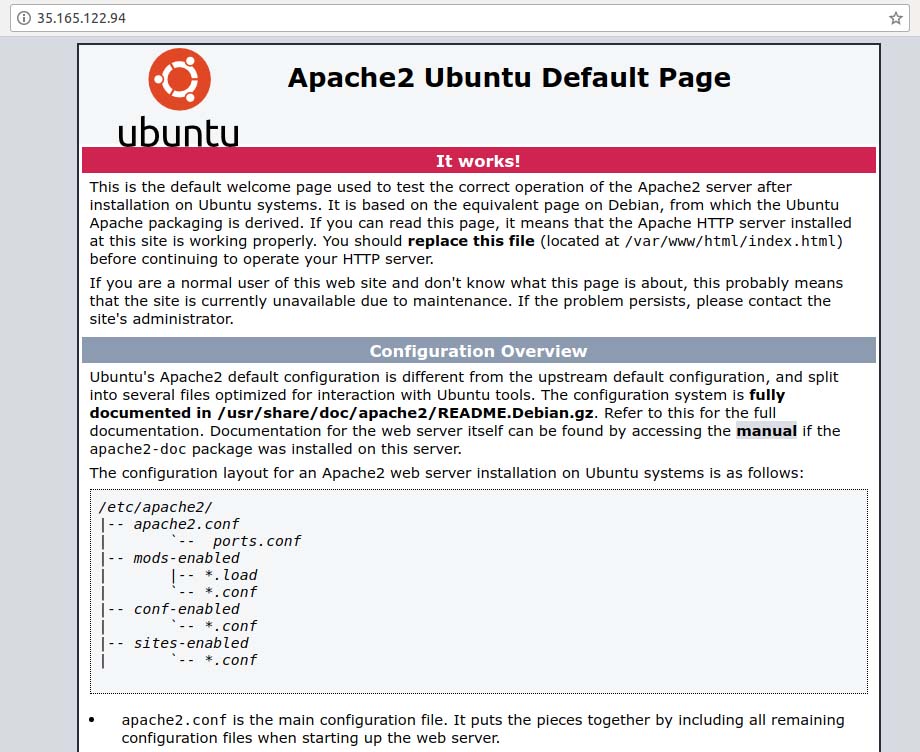 35.165.122.94
Apache2 Ubuntu Default Page
ubuntu
It works!
This is the default welcome page used to test the correct operation of the Apache2 server after
installation on Ubuntu systems. It is based on the equivalent page on Debian, from which the Ubuntu
Apache packaging is derived. If you can read this page, it means that the Apache HTTP server installed
at this site is working properly. You should replace this file (located at /var/www/html/index.html)
before continuing to operate your HTTP server.
If you are a normal user of this web site and don't know what this page is about, this probably means
that the site is currently unavailable due to maintenance. If the problem persists, please contact the
site's administrator.
Configuration Overview
Ubuntu's Apache2 default configuration is different from the upstream default configuration, and split
into several files optimized for interaction with Ubuntu tools. The configuration system is fully
documented in /usr/share/doc/apache2/README.Debian.gz. Refer to this for the full
documentation. Documentation for the web server itself can be found by accessing the manual if the
apache2-doc package was installed on this server.
The configuration layout for an Apache2 web server installation on Ubuntu systems is as follows:
/etc/apache2/
|-- apache2.conf
|       `--  ports.conf
|-- mods-enabled
|       |-- *.load
|       `-- *.conf
|-- conf-enabled
|       `-- *.conf
|-- sites-enabled
|       `-- *.conf
• apache2.conf is the main configuration file. It puts the pieces together by including all remaining
configuration files when starting up the web server.